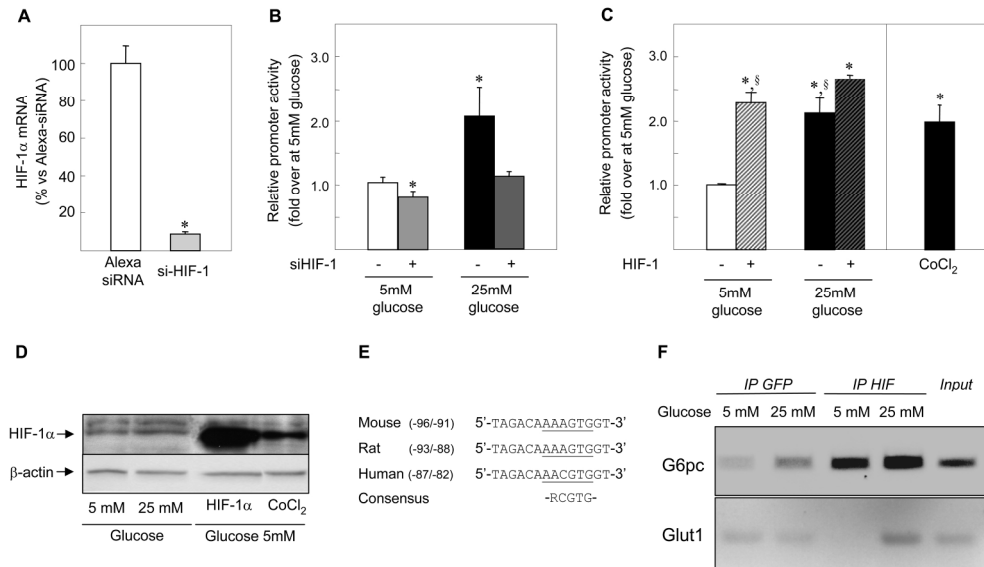 A
HIF-1α mRNA
(% vs Alexa-siRNA)
100
80
60
40
20
*
Alexa
siRNA
si-HIF-1
B
Relative promoter activity
(fold over at 5mM glucose)
3.0
2.0
1.0
*
*
siHIF-1
- + - +
5mM
glucose
25mM
glucose
C
Relative promoter activity
(fold over at 5mM glucose)
3.0
2.0
1.0
*,§
*,§
*
*
HIF-1
- + - +
5mM
glucose
25mM
glucose
CoCl₂
D
HIF-1α
β-actin
5 mM 25 mM HIF-1α CoCl₂
Glucose Glucose 5mM
E
Mouse (-96/-91) 5'-TAGACAAAAGTGGT-3'
Rat (-93/-88) 5'-TAGACAAAAGTGGT-3'
Human (-87/-82) 5'-TAGACAAACGTGGT-3'
Consensus -RCGTG-
F
IP GFP IP HIF Input
Glucose 5 mM 25 mM 5 mM 25 mM
G6pc
Glut1